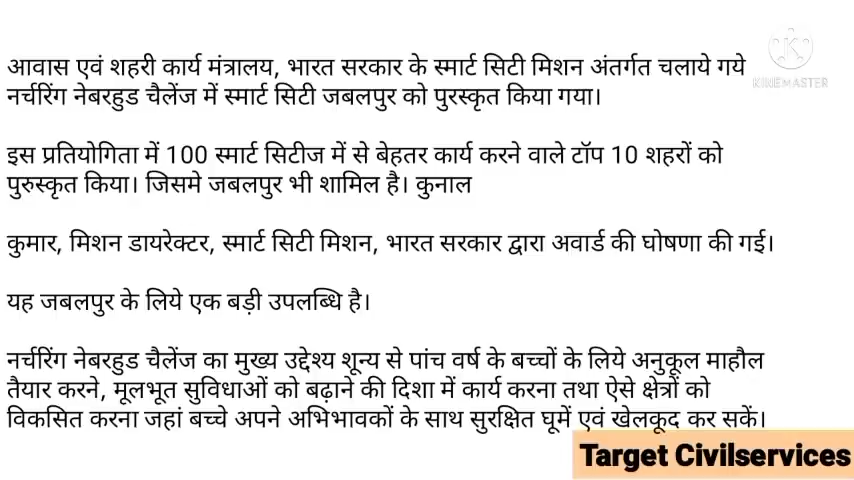 आवास एवं शहरी कार्य मंत्रालय, भारत सरकार के स्मार्ट सिटी मिशन अंतर्गत चलाये गये
नर्चरिंग नेबरहुड चैलेंज में स्मार्ट सिटी जबलपुर को पुरस्कृत किया गया।
इस प्रतियोगिता में 100 स्मार्ट सिटीज में से बेहतर कार्य करने वाले टॉप 10 शहरों को
पुरुस्कृत किया। जिसमे जबलपुर भी शामिल है। कुनाल
कुमार, मिशन डायरेक्टर, स्मार्ट सिटी मिशन, भारत सरकार द्वारा अवार्ड की घोषणा की गई।
यह जबलपुर के लिये एक बड़ी उपलब्धि है।
नर्चरिंग नेबरहुड चैलेंज का मुख्य उद्देश्य शून्य से पांच वर्ष के बच्चों के लिये अनुकूल माहौल
तैयार करने, मूलभूत सुविधाओं को बढ़ाने की दिशा में कार्य करना तथा ऐसे क्षेत्रों को
विकसित करना जहां बच्चे अपने अभिभावकों के साथ सुरक्षित घूमें एवं खेलकूद कर सकें।
KINEMASTER
Target Civilservices